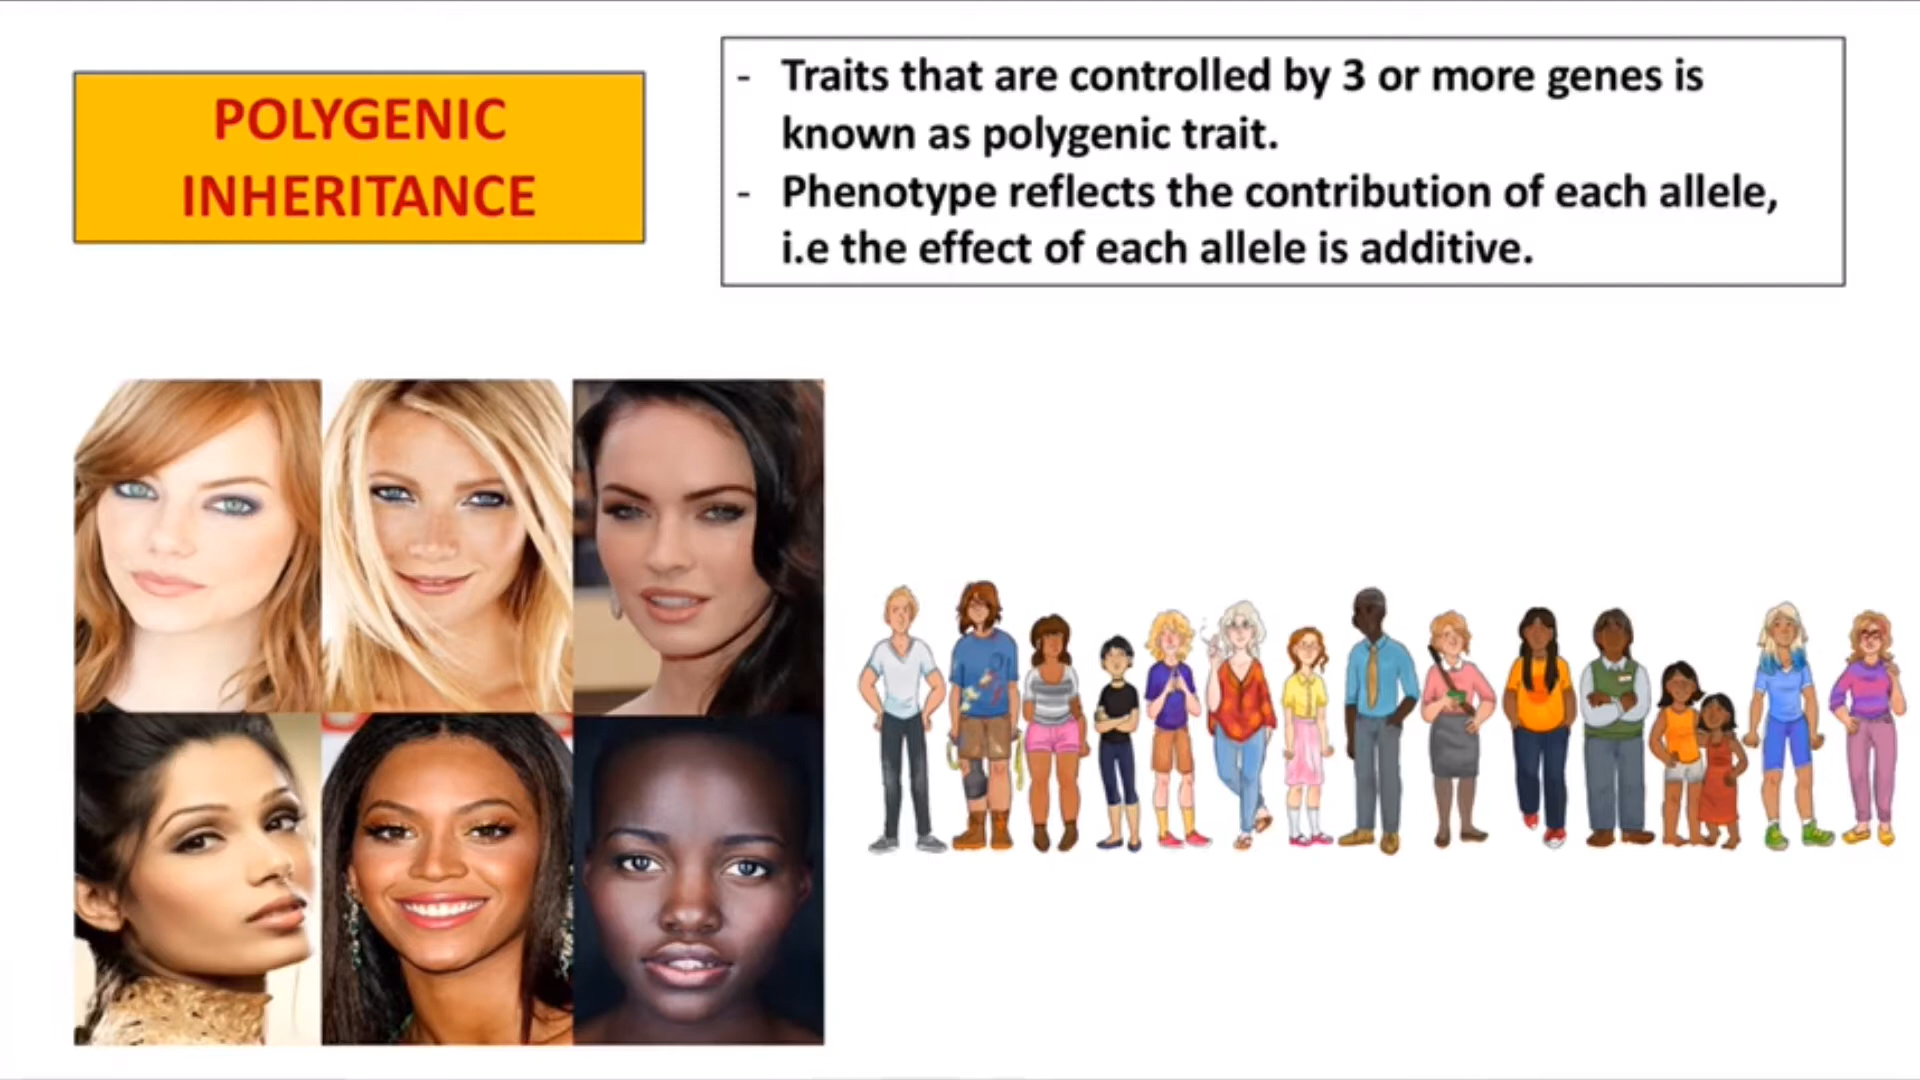 POLYGENIC
INHERITANCE
- Traits that are controlled by 3 or more genes is
known as polygenic trait.
- Phenotype reflects the contribution of each allele,
i.e the effect of each allele is additive.